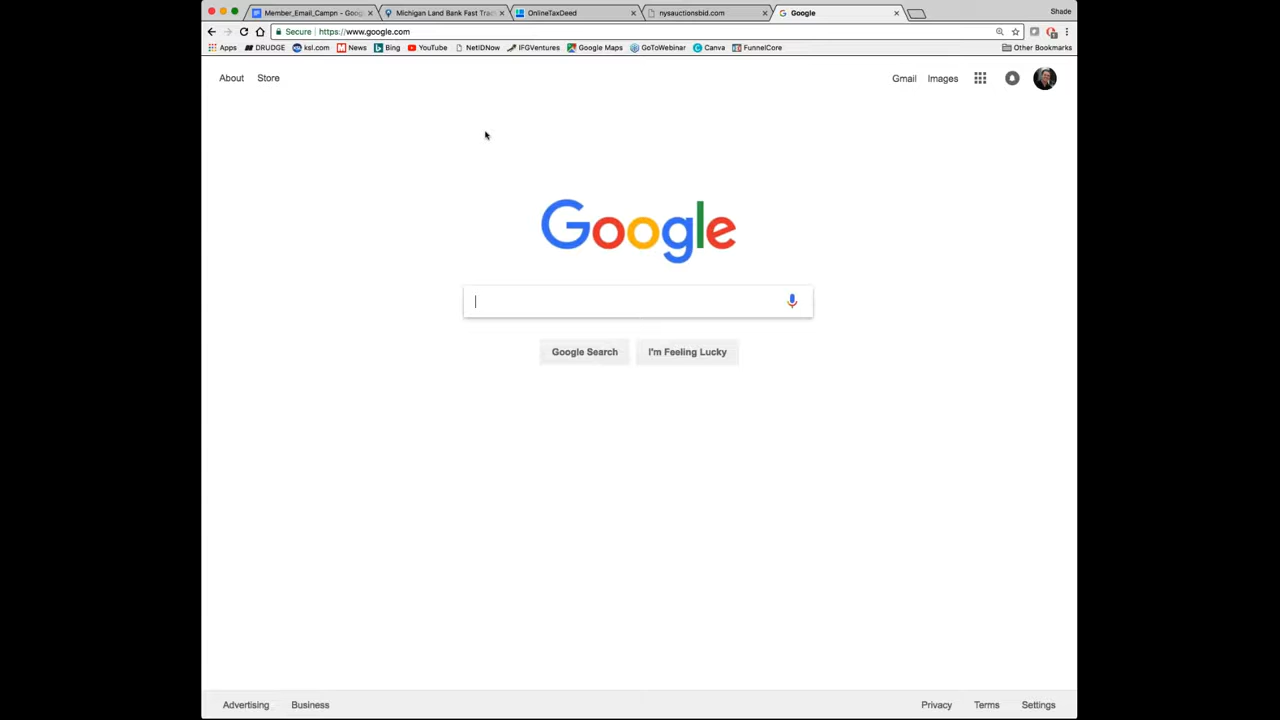 Member_Email_Campn - Goog
Michigan Land Bank Fast Trac
OnlineTaxDeed
nysauctionsbid.com
Google
Shade
Secure
https://www.google.com
Apps
DRUDGE
ksl.com
News
Bing
YouTube
NetIDNow
IFGVentures
Google Maps
GoToWebinar
Canva
FunnelCore
Other Bookmarks
About
Store
Gmail
Images
Google
Google Search
I'm Feeling Lucky
Advertising
Business
Privacy
Terms
Settings